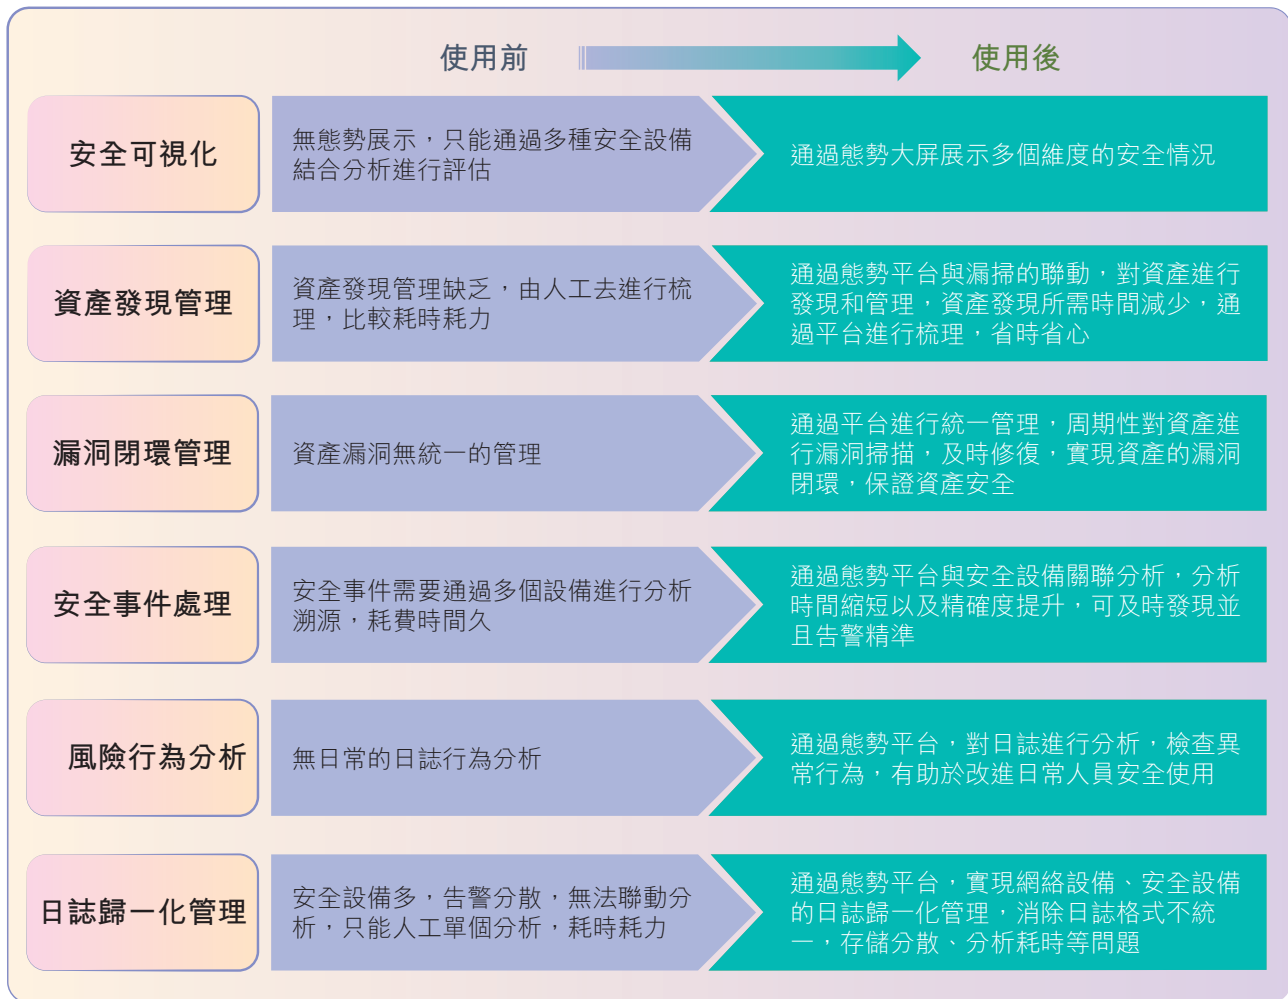 使用前
使用後
安全可視化
無態勢展示，只能通過多種安全設備
結合分析進行評估
通過態勢大屏展示多個維度的安全情況
資產發現管理
資產發現管理缺乏，由人工去進行梳
理，比較耗時耗力
通過態勢平台與漏掃的聯動，對資產進行
發現和管理，資產發現所需時間減少，通
過平台進行梳理，省時省心
漏洞閉環管理
資產漏洞無統一的管理
通過平台進行統一管理，周期性對資產進
行漏洞掃描，及時修復，實現資產的漏洞
閉環，保證資產安全
安全事件處理
安全事件需要通過多個設備進行分析
溯源，耗費時間久
通過態勢平台與安全設備關聯分析，分析
時間縮短以及精確度提升，可及時發現並
且告警精準
風險行為分析
無日常的日誌行為分析
通過態勢平台，對日誌進行分析，檢查異
常行為，有助於改進日常人員安全使用
日誌歸一化管理
安全設備多，告警分散，無法聯動分
析，只能人工單個分析，耗時耗力
通過態勢平台，實現網絡設備、安全設備
的日誌歸一化管理，消除日誌格式不統
一，存儲分散、分析耗時等問題